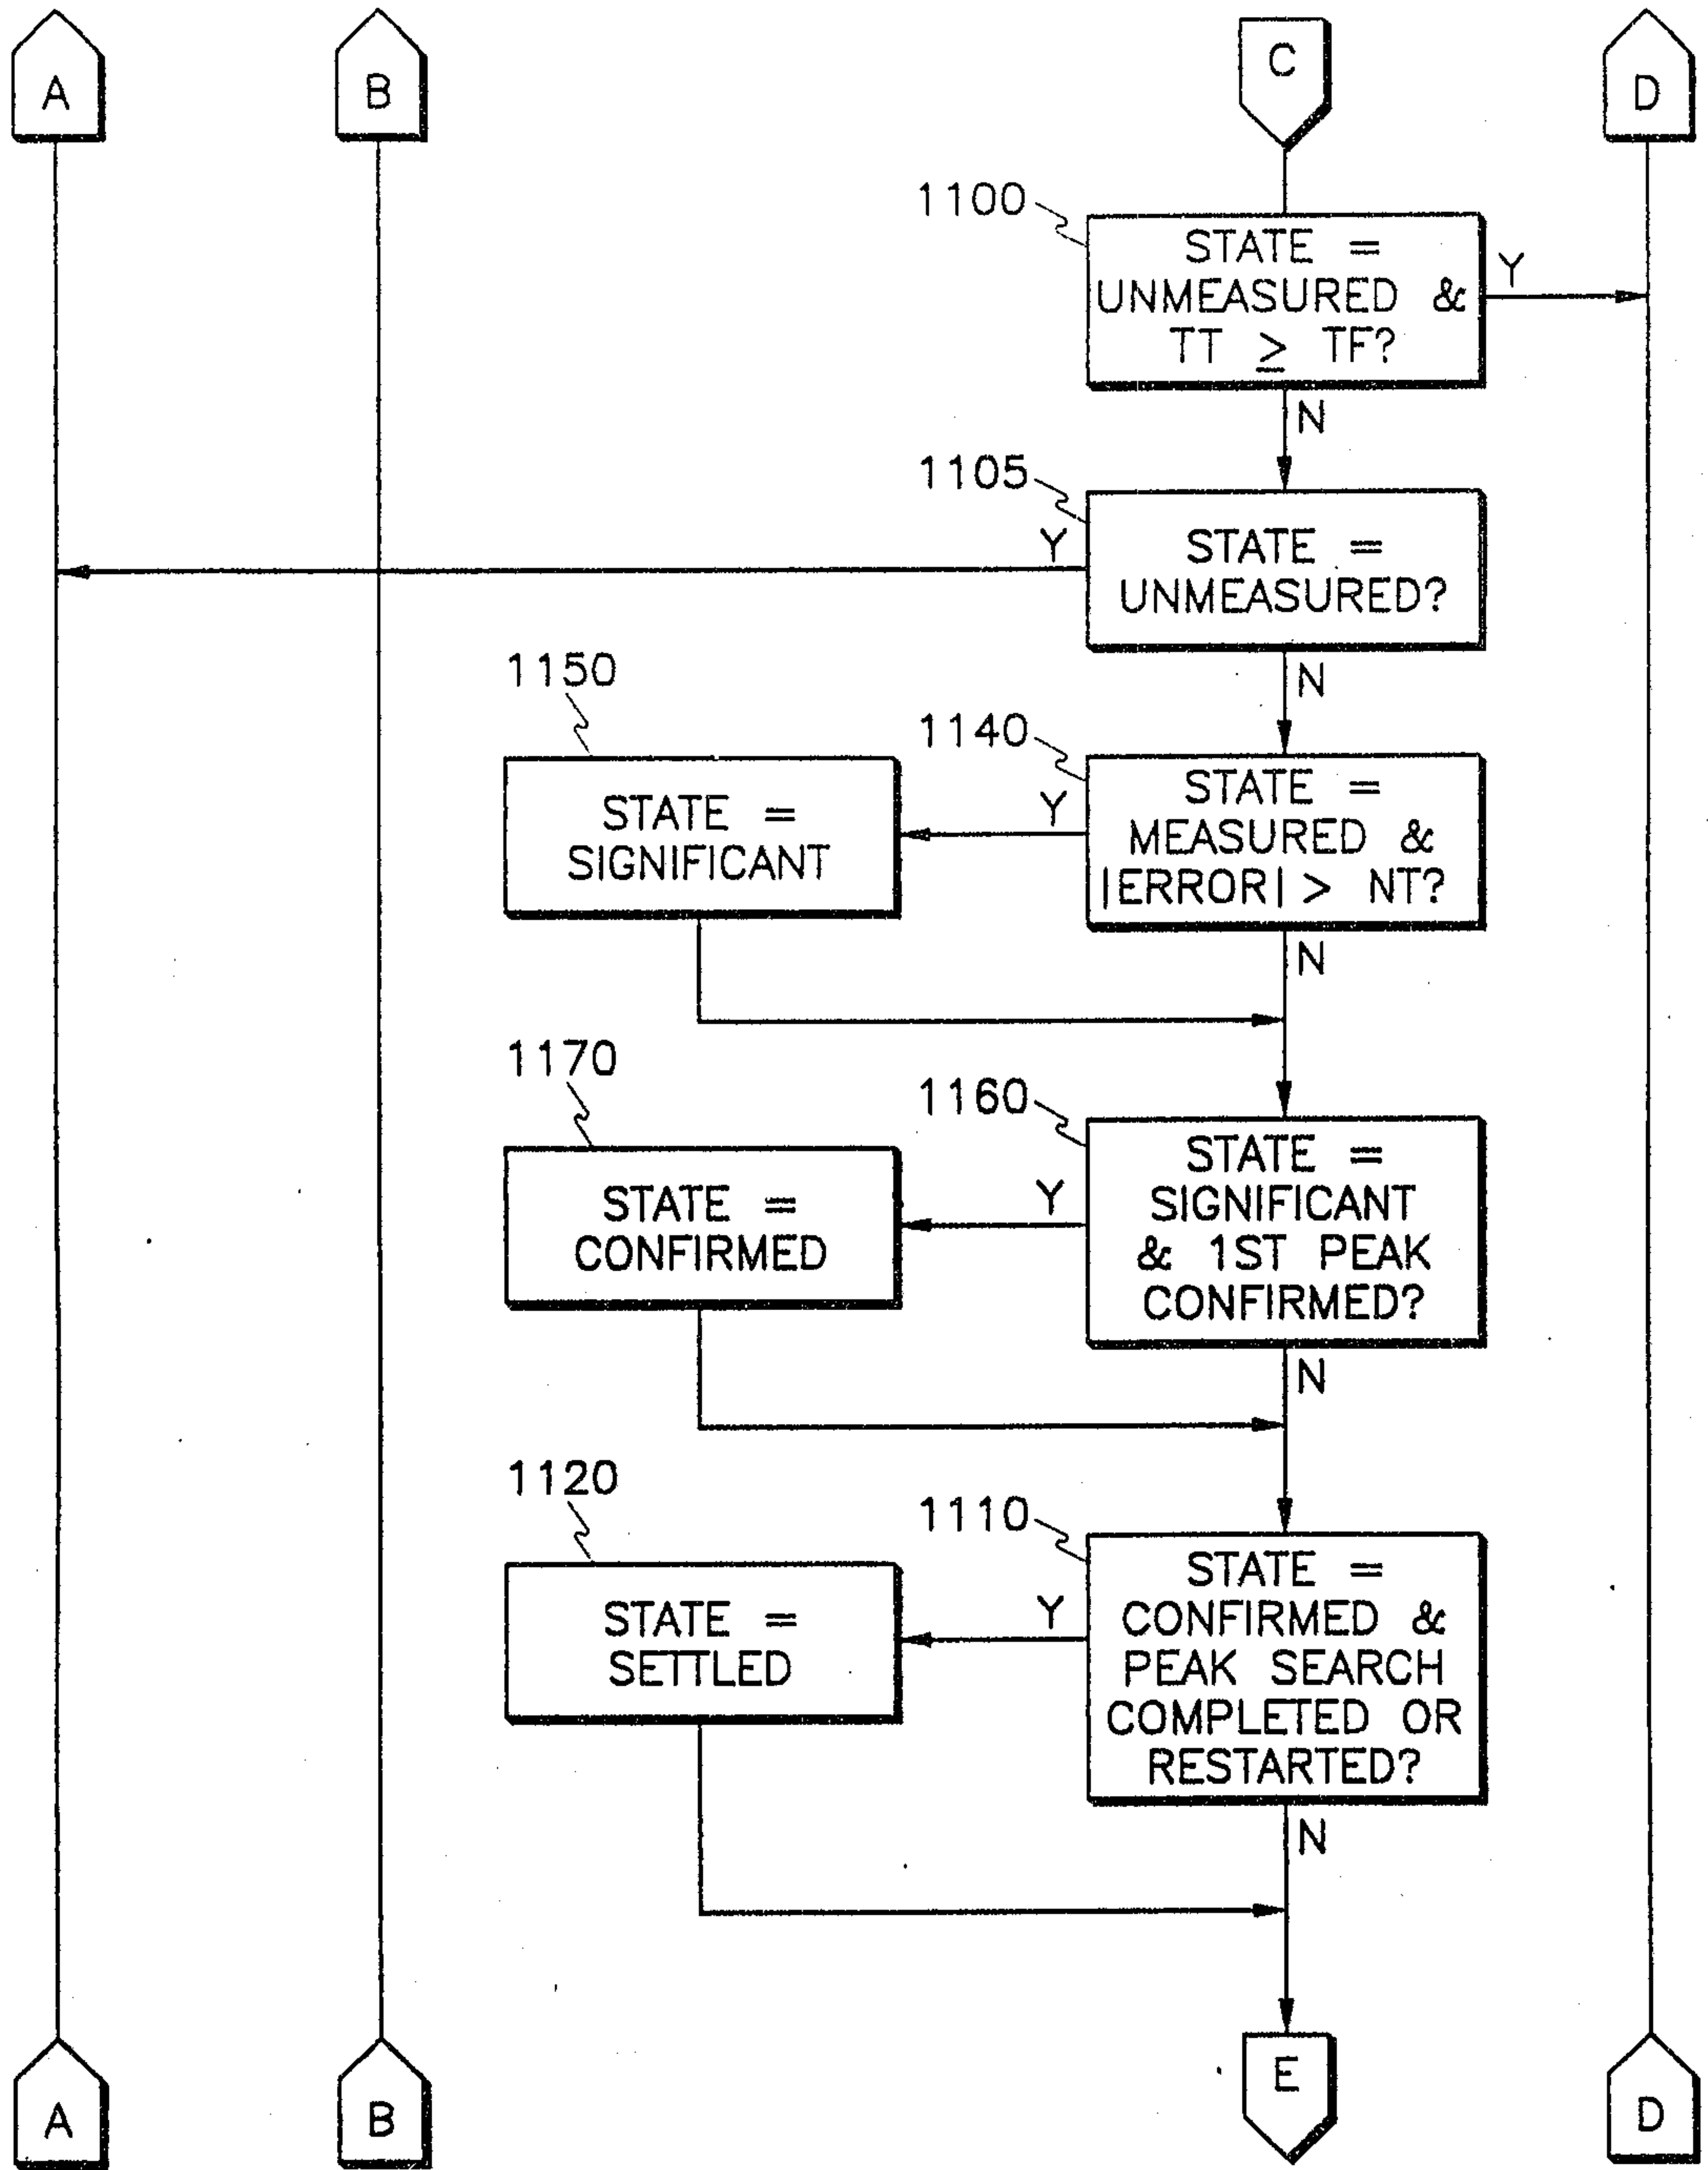 A
B
C
D
1100
STATE =
UNMEASURED &
TT ≥ TF?
Y
N
1105
STATE =
UNMEASURED?
Y
N
1150
STATE =
SIGNIFICANT
1140
STATE =
MEASURED &
|ERROR| > NT?
Y
N
1170
STATE =
CONFIRMED
1160
STATE =
SIGNIFICANT
& 1ST PEAK
CONFIRMED?
Y
N
1120
STATE =
SETTLED
1110
STATE =
CONFIRMED &
PEAK SEARCH
COMPLETED OR
RESTARTED?
Y
N
A
B
E
D